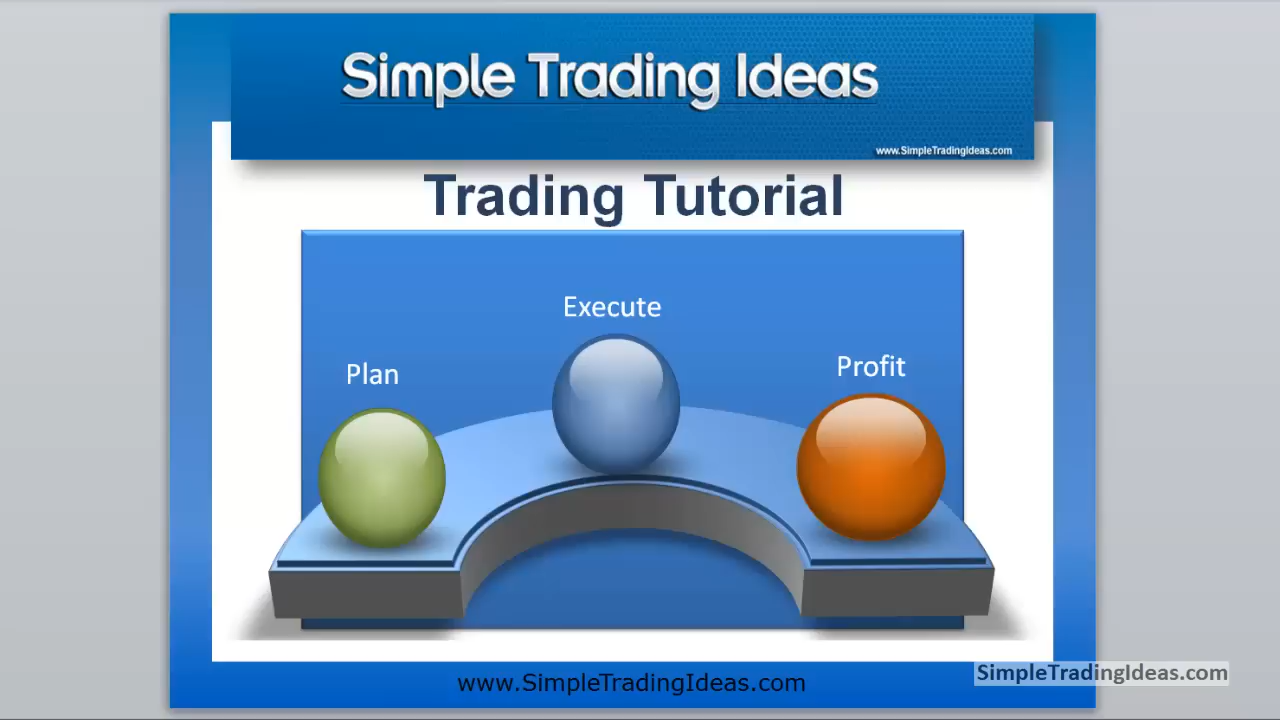 Simple Trading Ideas
www.SimpleTradingIdeas.com
Trading Tutorial
Execute
Plan
Profit
www.SimpleTradingIdeas.com
SimpleTradingIdeas.com